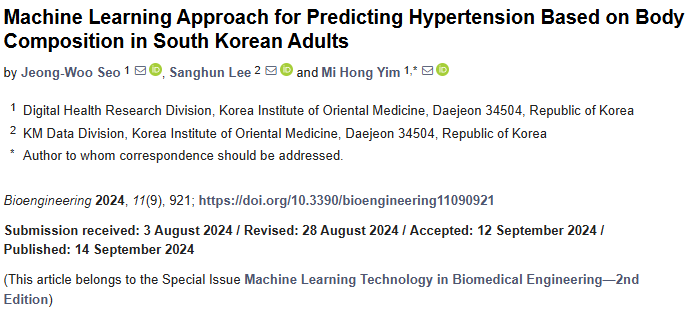 Machine Learning Approach for Predicting Hypertension Based on Body
Composition in South Korean Adults
by Jeong-Woo Seo 1, Sanghun Lee 2 and Mi Hong Yim 1,*
1 Digital Health Research Division, Korea Institute of Oriental Medicine, Daejeon 34504, Republic of Korea
2 KM Data Division, Korea Institute of Oriental Medicine, Daejeon 34504, Republic of Korea
* Author to whom correspondence should be addressed.
Bioengineering 2024, 11(9), 921; https://doi.org/10.3390/bioengineering11090921
Submission received: 3 August 2024 / Revised: 28 August 2024 / Accepted: 12 September 2024 /
Published: 14 September 2024
(This article belongs to the Special Issue Machine Learning Technology in Biomedical Engineering—2nd
Edition)